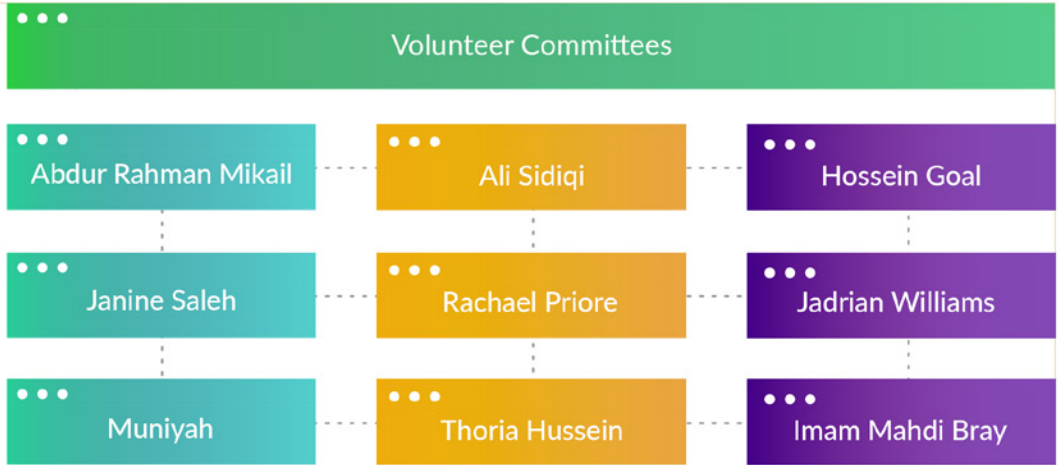 Volunteer Committees
Abdur Rahman Mikail
Ali Sidiqi
Hossein Goal
Janine Saleh
Rachael Priore
Jadrian Williams
Muniyah
Thoria Hussein
Imam Mahdi Bray